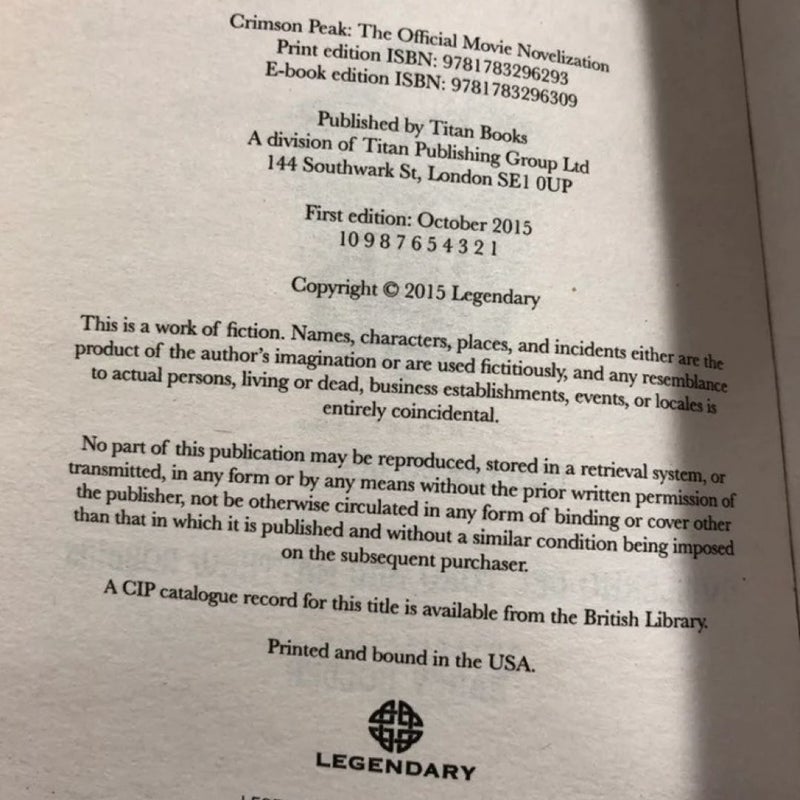 Crimson Peak: The Official Movie Novelization
Print edition ISBN: 9781783296293
E-book edition ISBN: 9781783296309
Published by Titan Books
A division of Titan Publishing Group Ltd
144 Southwark St, London SE1 0UP
First edition: October 2015
10 9 8 7 6 5 4 3 2 1
Copyright © 2015 Legendary
This is a work of fiction. Names, characters, places, and incidents either are the
product of the author's imagination or are used fictitiously, and any resemblance
to actual persons, living or dead, business establishments, events, or locales is
entirely coincidental.
No part of this publication may be reproduced, stored in a retrieval system, or
transmitted, in any form or by any means without the prior written permission of
the publisher, not be otherwise circulated in any form of binding or cover other
than that in which it is published and without a similar condition being imposed
on the subsequent purchaser.
A CIP catalogue record for this title is available from the British Library.
Printed and bound in the USA.
LEGENDARY